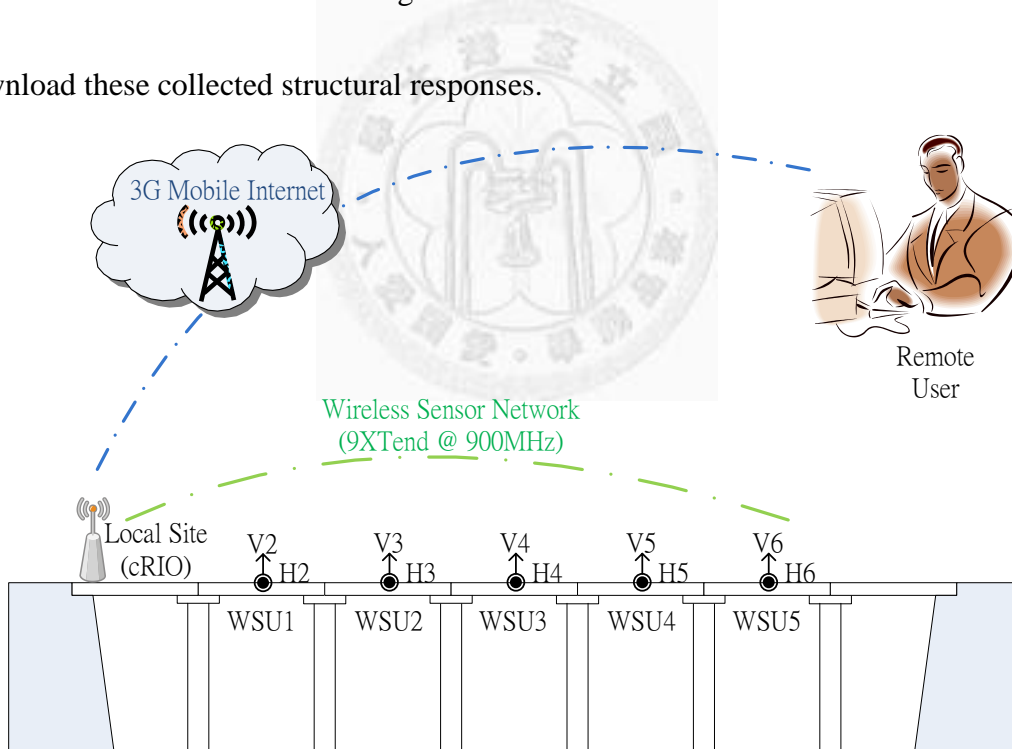 wnload these collected structural responses.
3G Mobile Internet
Remote
User
Wireless Sensor Network
(9XTend @ 900MHz)
Local Site
(cRIO)
V2 V3 V4 V5 V6
H2 H3 H4 H5 H6
WSU1 WSU2 WSU3 WSU4 WSU5